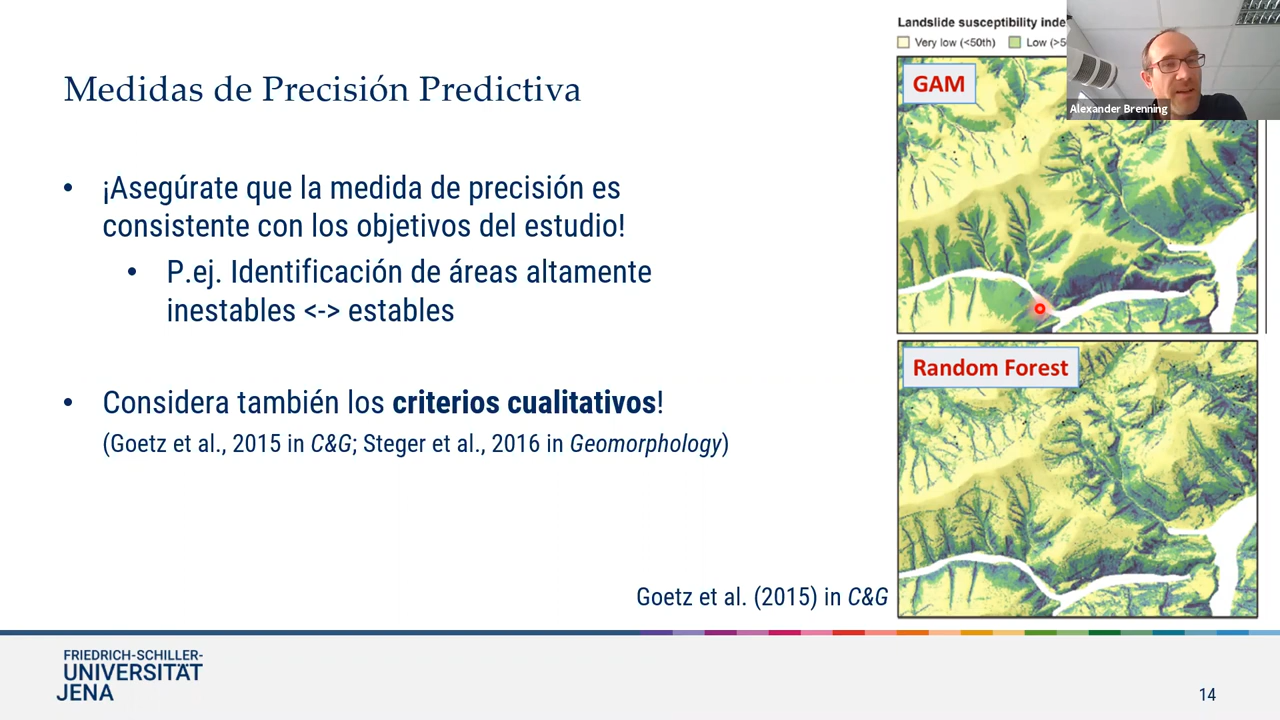 Landslide susceptibility inde
Very low (<50th) Low (>5
GAM
Alexander Brenning
Medidas de Precisión Predictiva
• ¡Asegúrate que la medida de precisión es
consistente con los objetivos del estudio!
• P.ej. Identificación de áreas altamente
inestables <-> estables
Random Forest
• Considera también los criterios cualitativos!
(Goetz et al., 2015 in C&G; Steger et al., 2016 in Geomorphology)
Goetz et al. (2015) in C&G
FRIEDRICH-SCHILLER-
UNIVERSITÄT
JENA
14